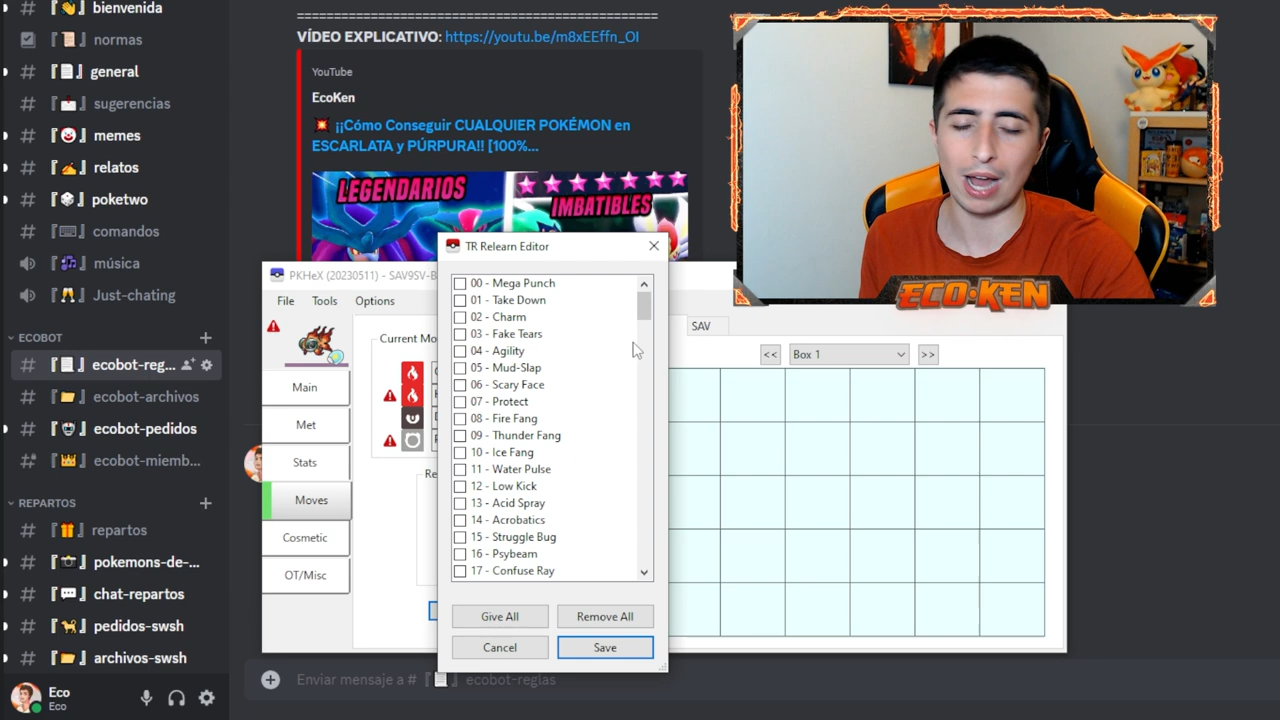 bienvenida
# normas
# general
# sugerencias
# memes
# relatos
# poketwo
# comandos
música
Just-chating
ECOBOT
# ecobot-reg...
# ecobot-archivos
# ecobot-pedidos
# ecobot-miemb...
REPARTOS
# repartos
# pokemons-de-...
# chat-repartos
# pedidos-swsh
# archivos-swsh
Eco
Eco
==========================================
VÍDEO EXPLICATIVO: https://youtu.be/m8xEEffn_OI
YouTube
EcoKen
¡¡Cómo Conseguir CUALQUIER POKÉMON en
ESCARLATA y PÚRPURA!! [100%...
LEGENDARIOS
IMBATIBLES
PKHeX (20230511) - SAV9SV-B
File Tools Options
Main
Met
Stats
Moves
Cosmetic
OT/Misc
Current Mo
Re
TR Relearn Editor
00 - Mega Punch
01 - Take Down
02 - Charm
03 - Fake Tears
04 - Agility
05 - Mud-Slap
06 - Scary Face
07 - Protect
08 - Fire Fang
09 - Thunder Fang
10 - Ice Fang
11 - Water Pulse
12 - Low Kick
13 - Acid Spray
14 - Acrobatics
15 - Struggle Bug
16 - Psybeam
17 - Confuse Ray
Give All Remove All
Cancel Save
SAV
<< Box 1 >>
Enviar mensaje a # 『 』 ecobot-reglas
ECO·KEN